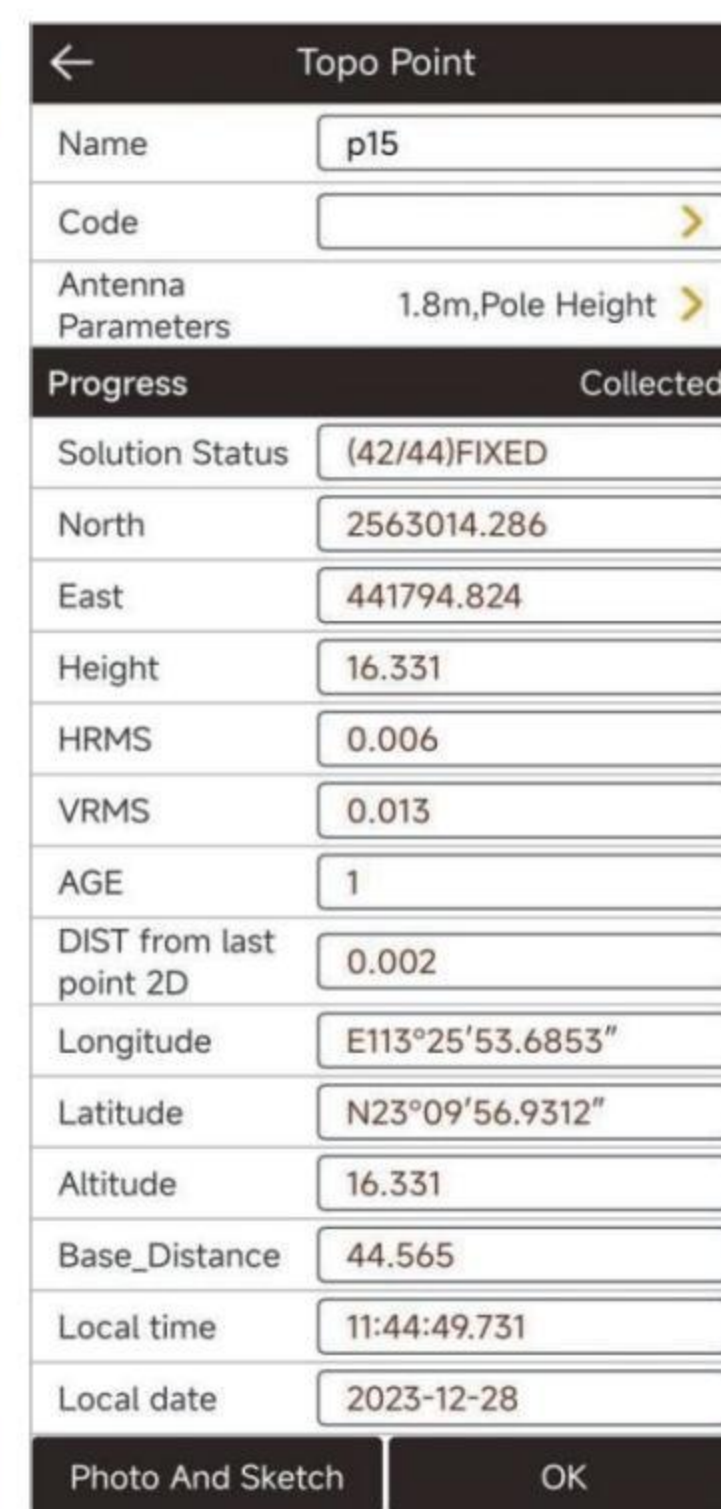 Topo Point
Name p15
Code
Antenna
Parameters 1.8m,Pole Height
Progress Collected
Solution Status (42/44)FIXED
North 2563014.286
East 441794.824
Height 16.331
HRMS 0.006
VRMS 0.013
AGE 1
DIST from last
point 2D 0.002
Longitude E113°25′53.6853″
Latitude N23°09′56.9312″
Altitude 16.331
Base_Distance 44.565
Local time 11:44:49.731
Local date 2023-12-28
Photo And Sketch OK